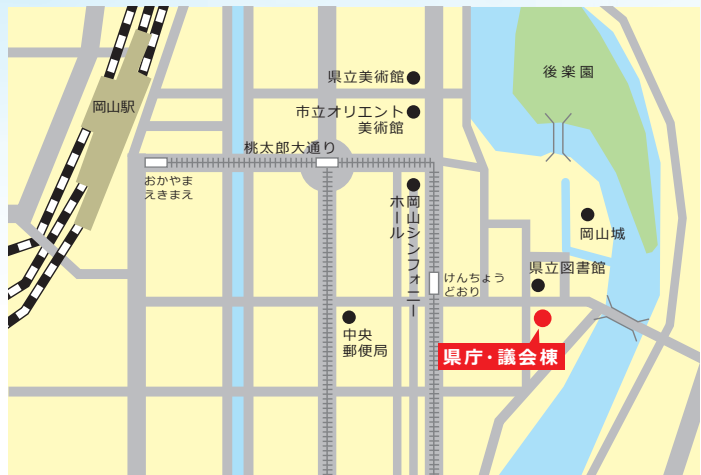 県立美術館
後楽園
岡山駅
市立オリエント
美術館
桃太郎大通り
おかやま
えきまえ
岡山シンフォニー
ホール
岡山城
県立図書館
けんちょう
どおり
中央
郵便局
県庁・議会棟